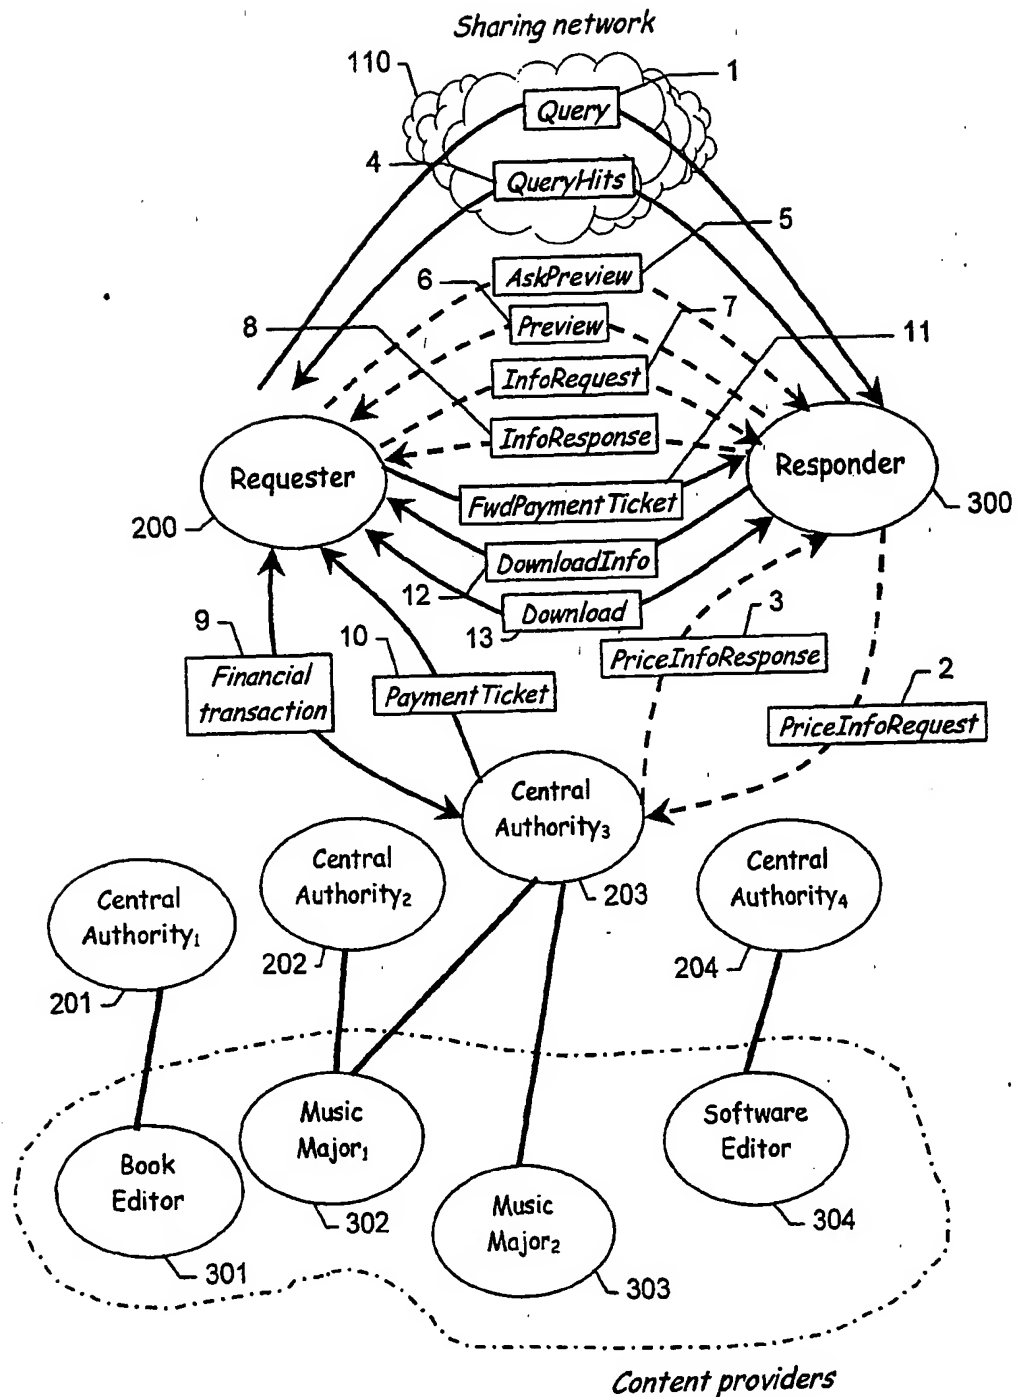 Sharing network
110
1
Query
4
QueryHits
5
AskPreview
6
Preview
7
8
11
InfoRequest
InfoResponse
Requester
Responder
200
FwdPaymentTicket
300
DownloadInfo
12
Download
13
3
9
10
PriceInfoResponse
Financial
transaction
PaymentTicket
2
PriceInfoRequest
Central
Authority₃
203
Central
Authority₁
201
Central
Authority₂
202
Central
Authority₄
204
Book
Editor
301
Music
Major₁
302
Music
Major₂
303
Software
Editor
304
Content providers